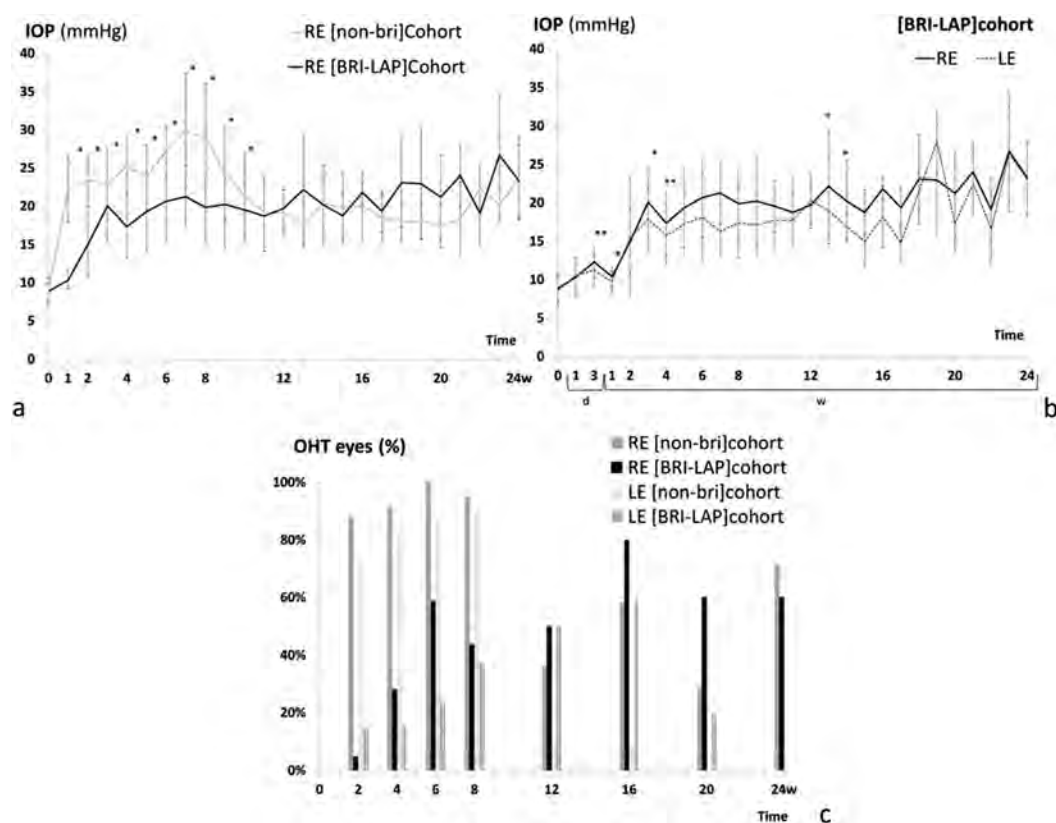 IOP (mmHg)
RE [non-bri]Cohort
RE [BRI-LAP]Cohort
40
35
30
25
20
15
10
5
0
Time
0 1 2 4 6 8 12 16 20 24w
a
IOP (mmHg)
[BRI-LAP]cohort
RE LE
40
35
30
25
20
15
10
5
0
Time
0 1 3 1 2 4 6 8 12 16 20 24
d w
b
OHT eyes (%)
RE [non-bri]cohort
RE [BRI-LAP]cohort
LE [non-bri]cohort
LE [BRI-LAP]cohort
100%
80%
60%
40%
20%
0%
0 2 4 6 8 12 16 20 24w
Time
c